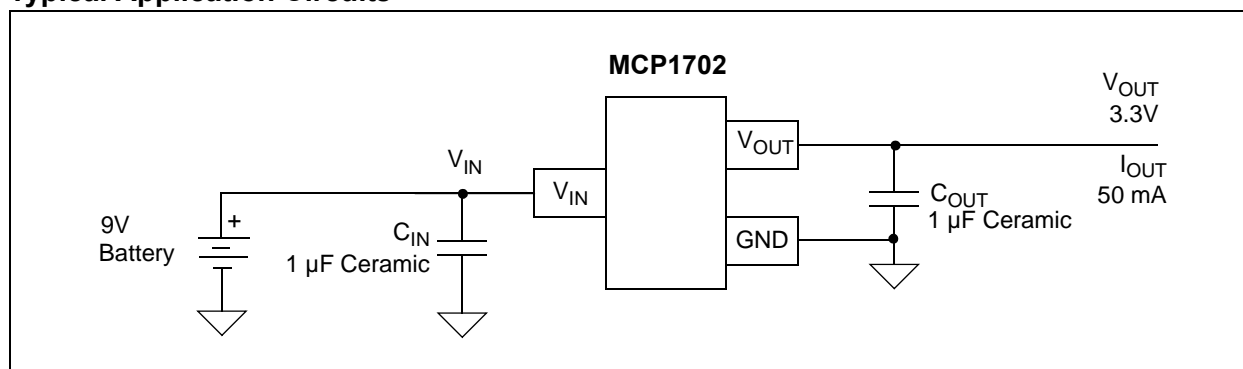 Typical Application Circuits
MCP1702
VOUT
3.3V
IOUT
50 mA
VIN
VIN
VOUT
GND
COUT
1 µF Ceramic
9V
Battery
+
CIN
1 µF Ceramic